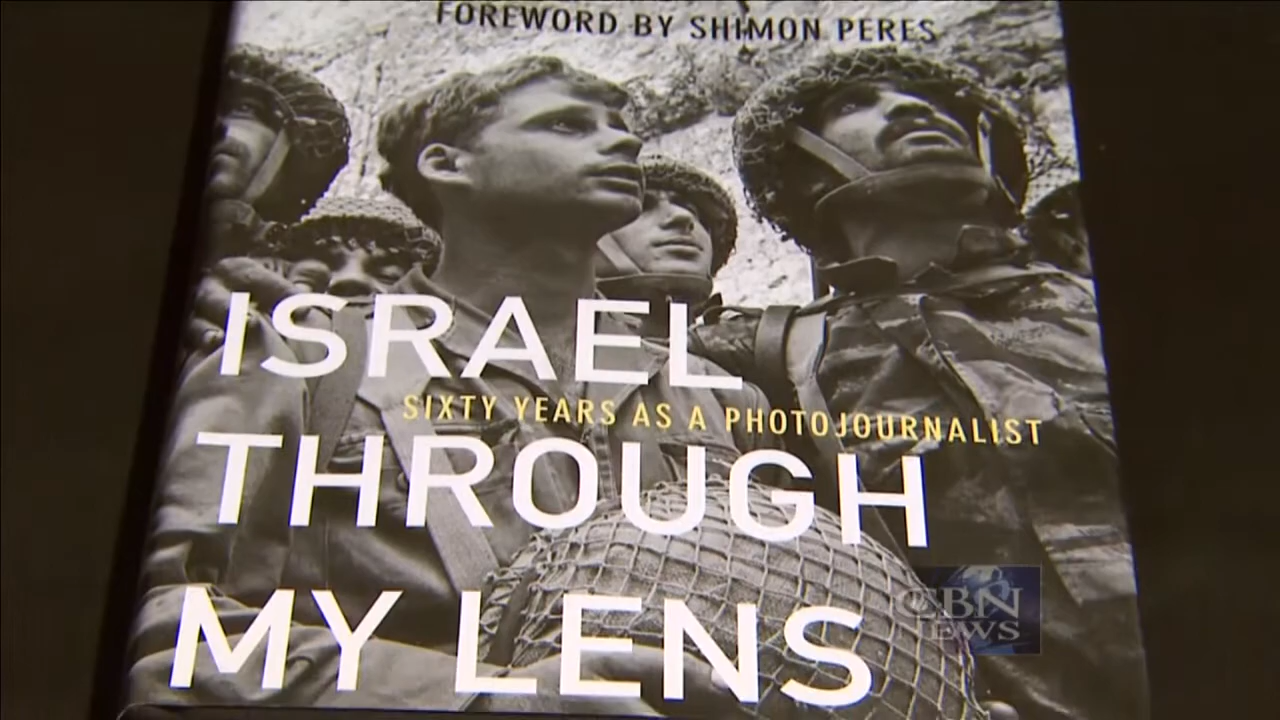 FOREWORD BY SHIMON PERES
ISRAEL
SIXTY YEARS AS A PHOTOJOURNALIST
THROUGH
MY LENS
CBN
NEWS